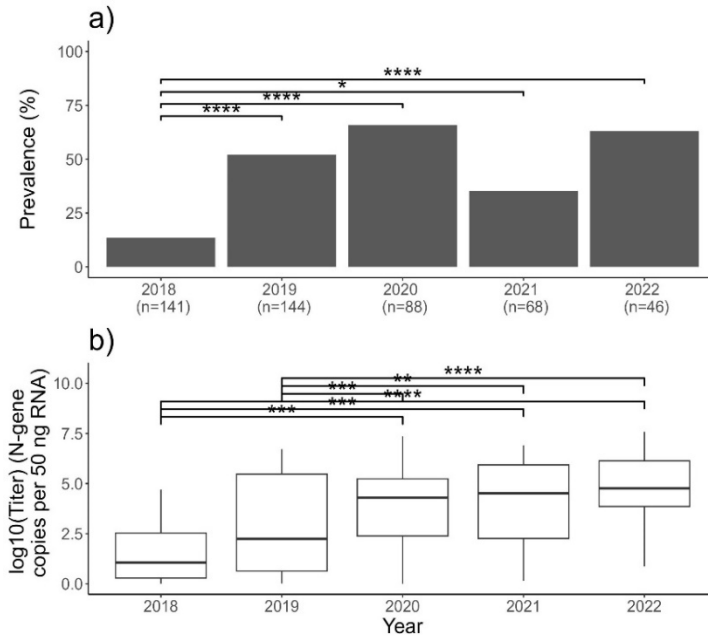 a)
Prevalence (%)
100
75
50
25
0
****
*
****
****
2018
(n=141)
2019
(n=144)
2020
(n=88)
2021
(n=68)
2022
(n=46)
b)
log10(Titer) (N-gene
copies per 50 ng RNA)
10.0
7.5
5.0
2.5
0.0
****
**
***
****
***
***
2018
2019
2020
2021
2022
Year